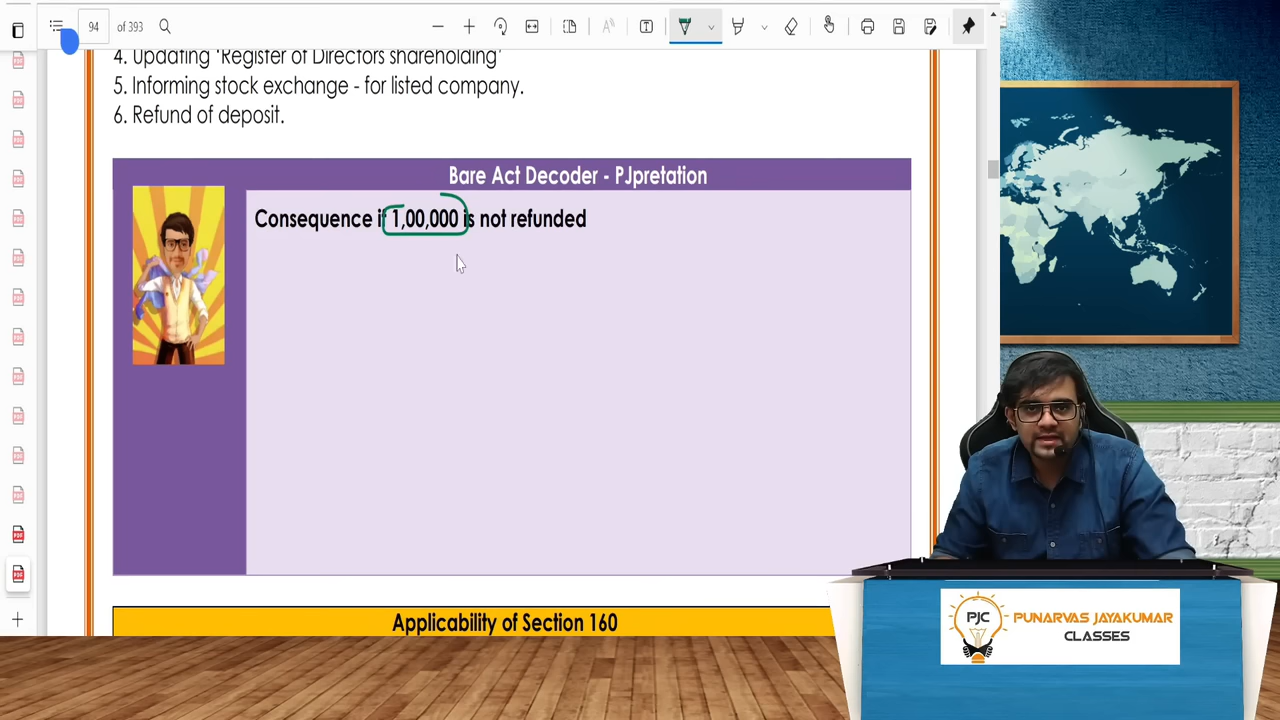 94
of 393
4. Updating 'Register of Directors shareholding'
5. Informing stock exchange - for listed company.
6. Refund of deposit.
Bare Act Decoder - PJpretation
Consequence if 1,00,000 is not refunded
Applicability of Section 160
PJC
PUNARVAS JAYAKUMAR
CLASSES